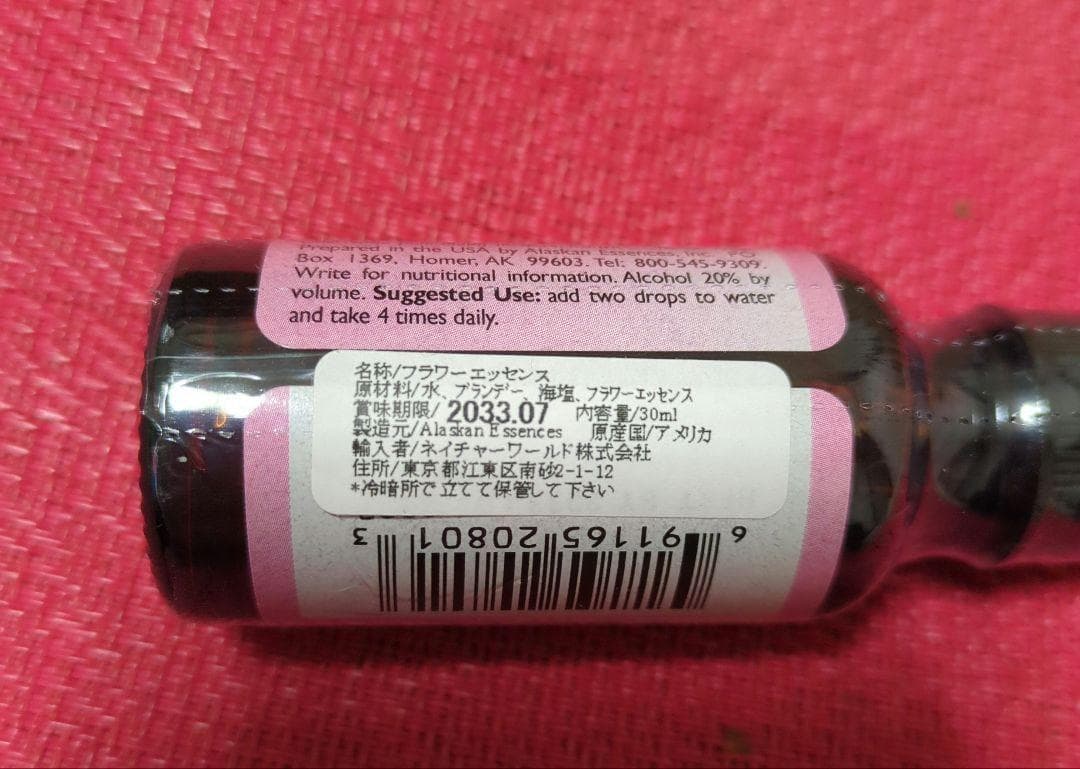 Prepared in the USA by Alaskan Essences, Inc., P.O.
Box 1369, Homer, AK 99603. Tel: 800-545-9309.
Write for nutritional information. Alcohol 20% by
volume. Suggested Use: add two drops to water
and take 4 times daily.
名称/フラワーエッセンス
原材料/水、ブランデー、海塩、フラワーエッセンス
賞味期限/ 2033.07 内容量/30ml
製造元/Alaskan Essences 原産国/アメリカ
輸入者/ネイチャーワールド株式会社
住所/東京都江東区南砂2-1-12
*冷暗所で立てて保管して下さい
6 91165 20801 3